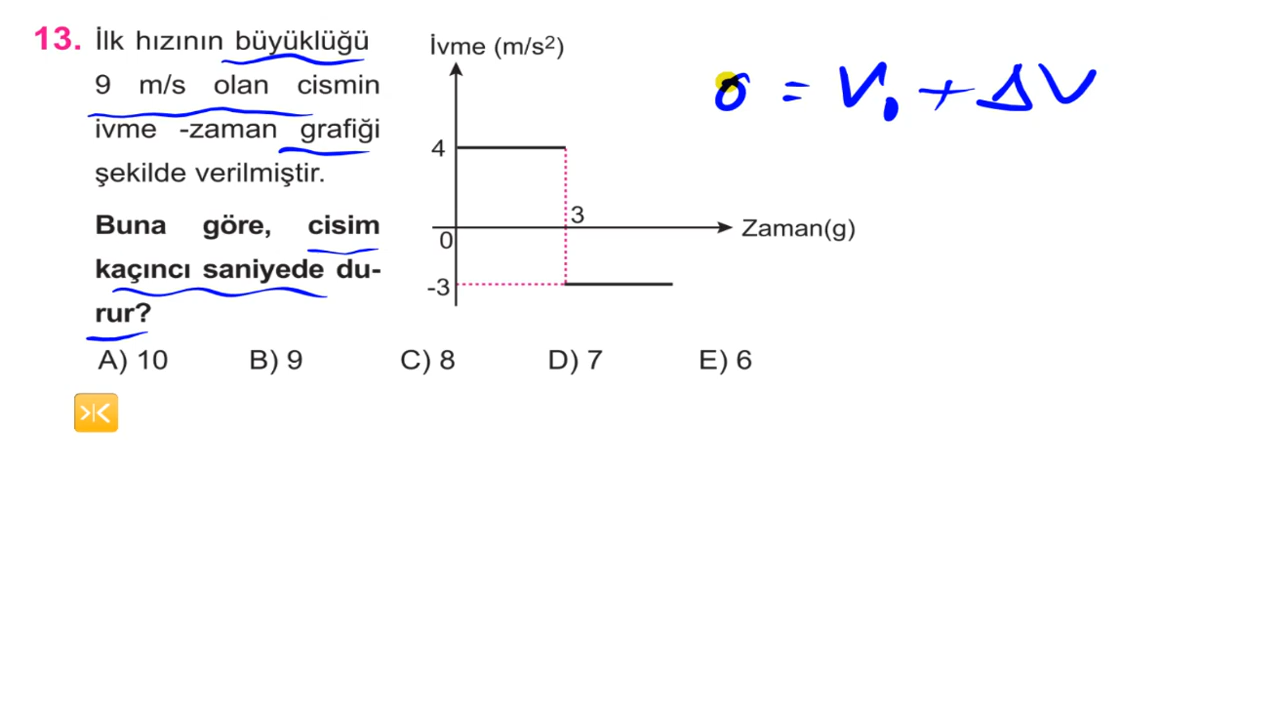 13. İlk hızının büyüklüğü
9 m/s olan cismin
ivme -zaman grafiği
şekilde verilmiştir.
Buna göre, cisim
kaçıncı saniyede du-
rur?
İvme (m/s²)
4
0
3
-3
Zaman(g)
0 = V₀ + ΔV
A) 10 B) 9 C) 8 D) 7 E) 6